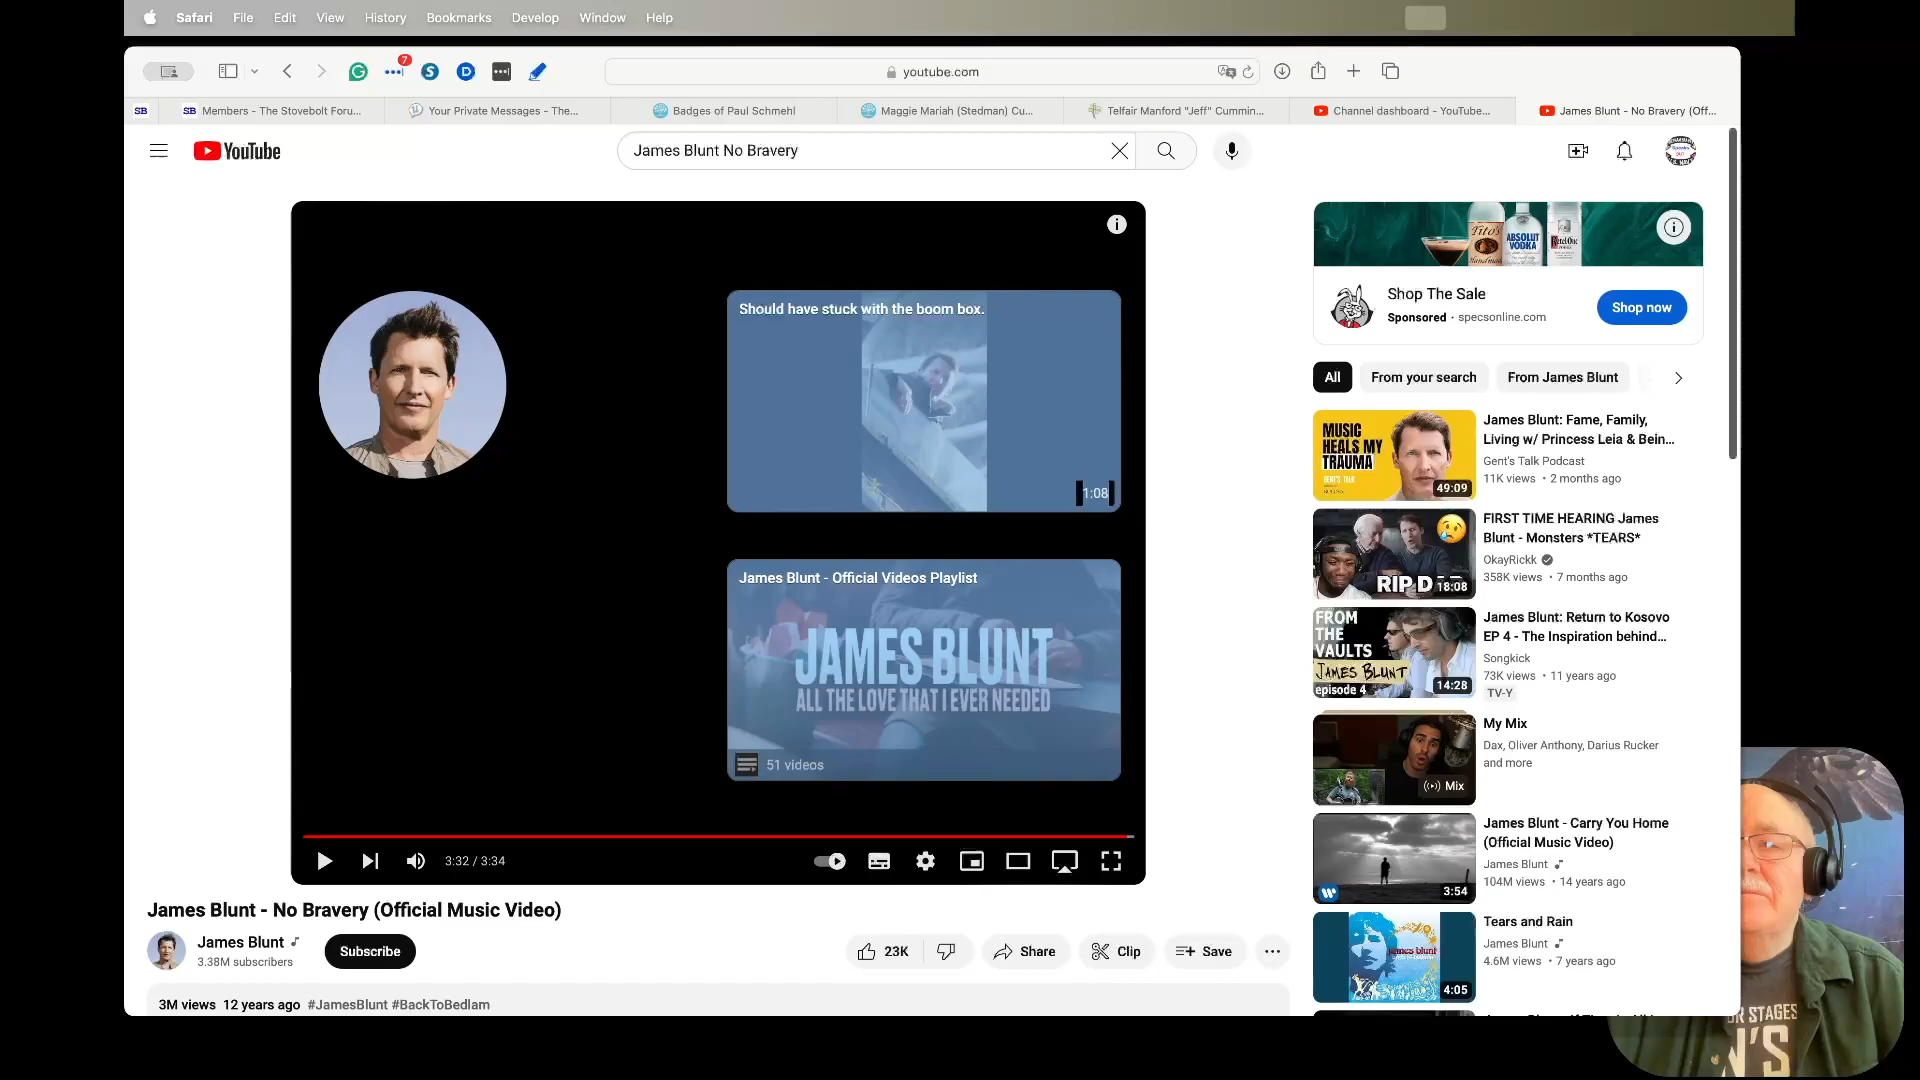 Safari File Edit View History Bookmarks Develop Window Help
7
youtube.com
SB
SB Members - The Stovebolt Foru...
Your Private Messages - The...
Badges of Paul Schmehl
Maggie Mariah (Stedman) Cu...
Telfair Manford "Jeff" Cummin...
Channel dashboard - YouTube...
James Blunt - No Bravery (Off...
YouTube
James Blunt No Bravery
Should have stuck with the boom box.
1:08
James Blunt - Official Videos Playlist
JAMES BLUNT
ALL THE LOVE THAT I EVER NEEDED
51 videos
3:32 / 3:34
James Blunt - No Bravery (Official Music Video)
James Blunt
3.38M subscribers
Subscribe
23K
Share
Clip
Save
3M views 12 years ago #JamesBlunt #BackToBedlam
Tito's
Handmade
ABSOLUT
VODKA
Ketel One
Shop The Sale
Sponsored · specsonline.com
Shop now
All
From your search
From James Blunt
MUSIC
HEALS MY
TRAUMA
49:09
James Blunt: Fame, Family,
Living w/ Princess Leia & Bein...
Gent's Talk Podcast
11K views · 2 months ago
RIP D
18:08
FIRST TIME HEARING James
Blunt - Monsters *TEARS*
OkayRickk
358K views · 7 months ago
FROM
THE
VAULTS
JAMES BLUNT
episode 4
14:28
James Blunt: Return to Kosovo
EP 4 - The Inspiration behind...
Songkick
73K views · 11 years ago
TV-Y
Mix
My Mix
Dax, Oliver Anthony, Darius Rucker
and more
3:54
James Blunt - Carry You Home
(Official Music Video)
James Blunt
104M views · 14 years ago
james blunt
4:05
Tears and Rain
James Blunt
4.6M views · 7 years ago
OR STAGES
N'S